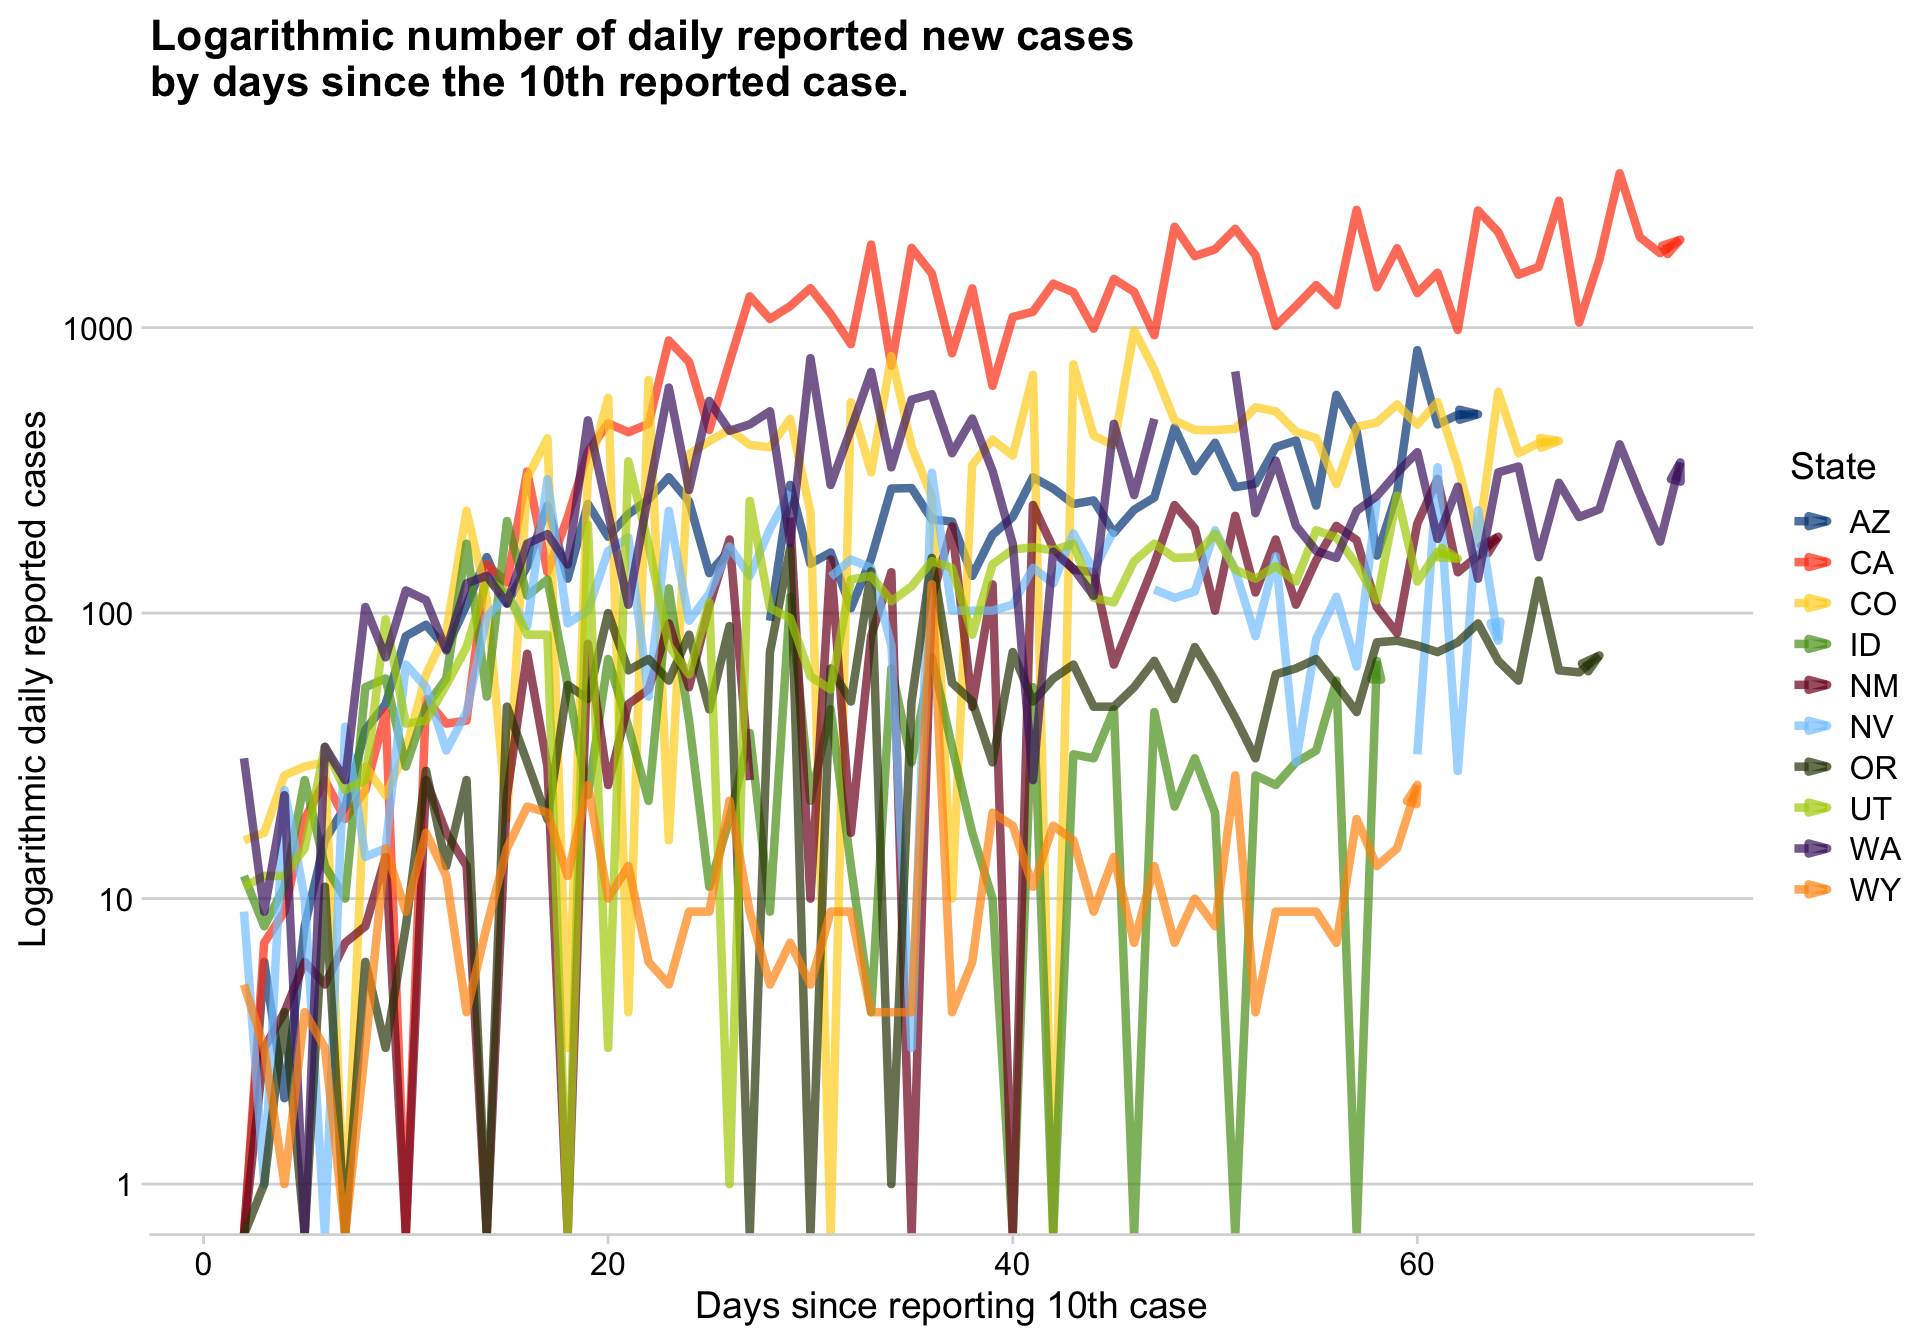 Logarithmic number of daily reported new cases
by days since the 10th reported case.
Logarithmic daily reported cases
1000
100
10
1
0
20
40
60
Days since reporting 10th case
State
AZ
CA
CO
ID
NM
NV
OR
UT
WA
WY